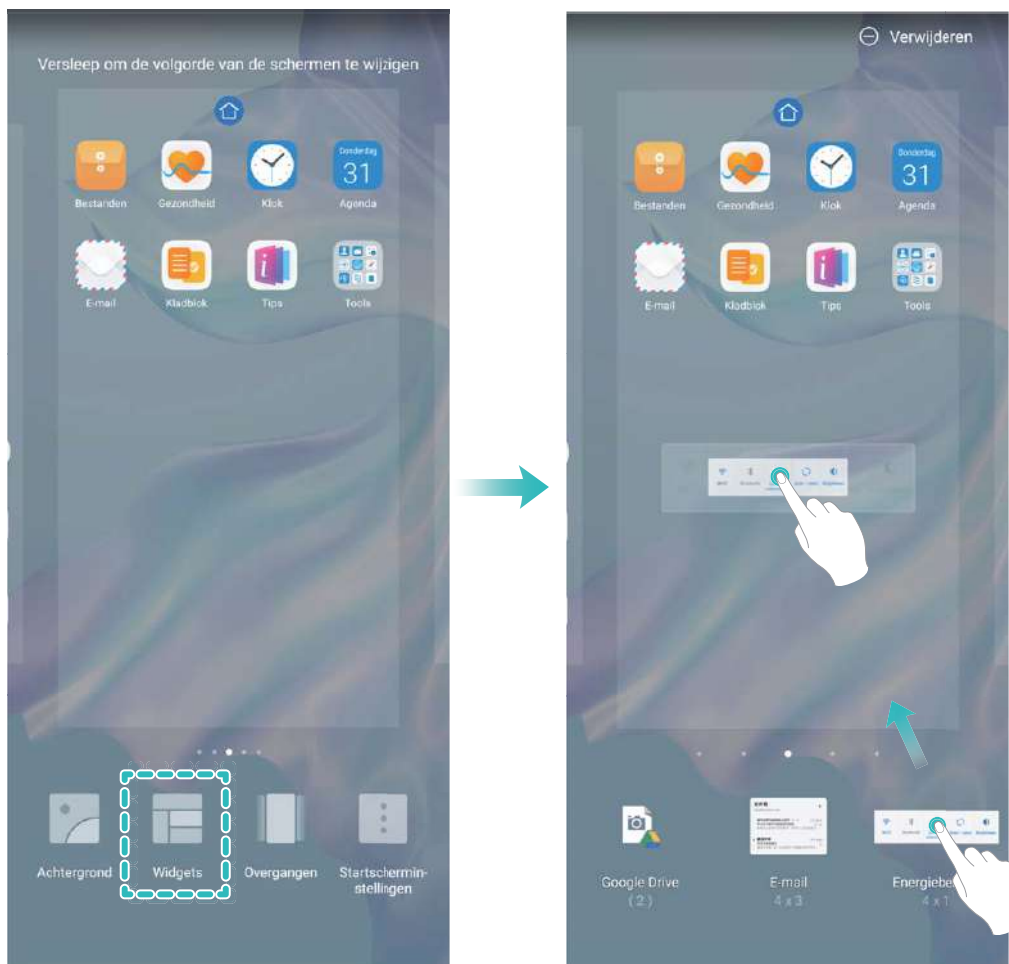 Versleep om de volgorde van de schermen te wijzigen
Donderdag
31
Bestanden
Gezondheid
Klok
Agenda
E-mail
Kladblok
Tips
Tools
Achtergrond
Widgets
Overgangen
Startschermin-
stellingen
Verwijderen
Donderdag
31
Bestanden
Gezondheid
Klok
Agenda
E-mail
Kladblok
Tips
Tools
Google Drive
(2)
E-mail
4 x 3
4 x 1